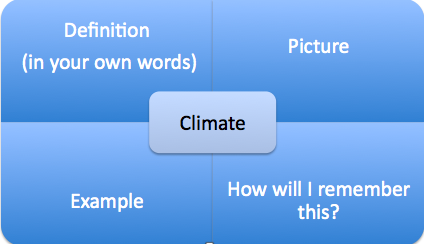 Definition
(in your own words)
Picture
Climate
Example
How will I remember
this?